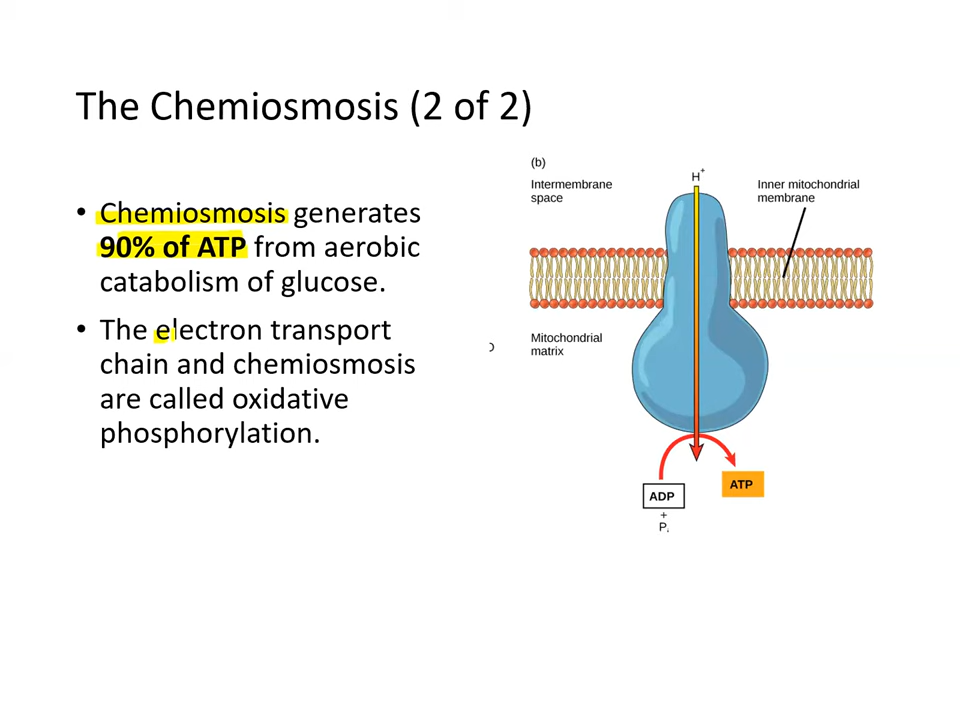 The Chemiosmosis (2 of 2)
• Chemiosmosis generates
90% of ATP from aerobic
catabolism of glucose.
• The electron transport
chain and chemiosmosis
are called oxidative
phosphorylation.
(b)
H+
Intermembrane
space
Inner mitochondrial
membrane
Mitochondrial
matrix
ADP
+
Pi
ATP